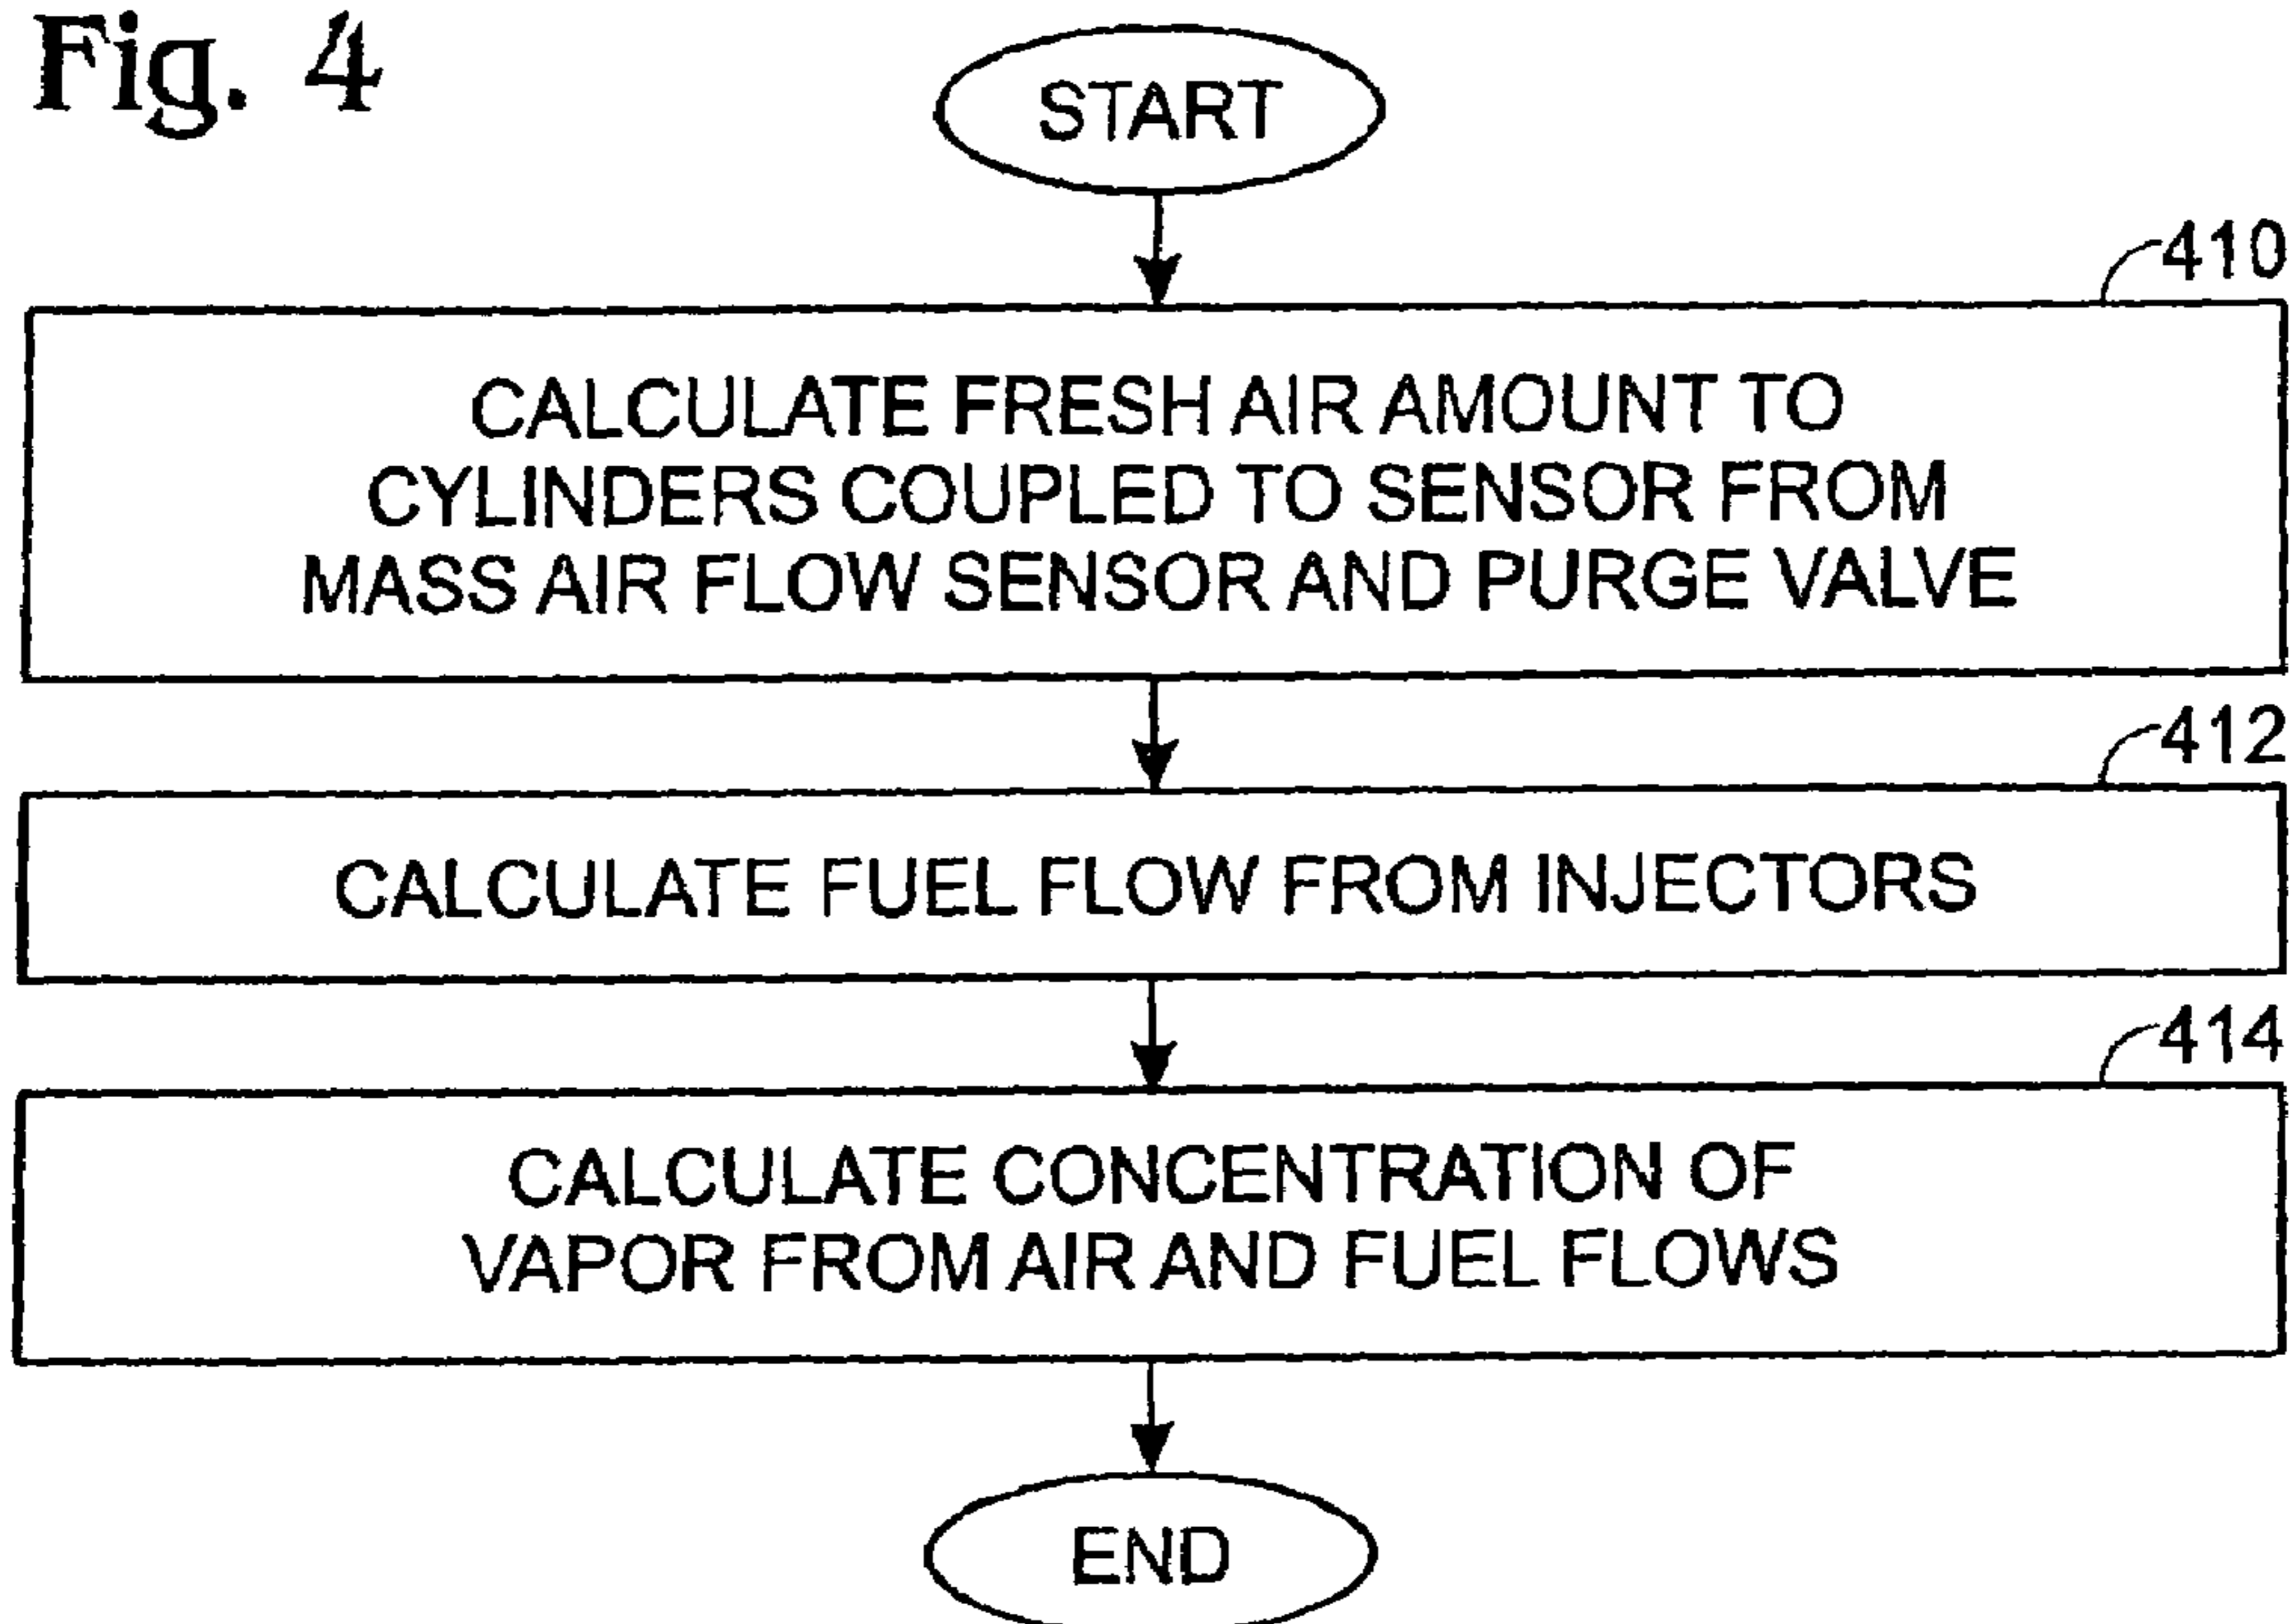 Fig. 4
START
410
CALCULATE FRESH AIR AMOUNT TO
CYLINDERS COUPLED TO SENSOR FROM
MASS AIR FLOW SENSOR AND PURGE VALVE
412
CALCULATE FUEL FLOW FROM INJECTORS
414
CALCULATE CONCENTRATION OF
VAPOR FROM AIR AND FUEL FLOWS
END